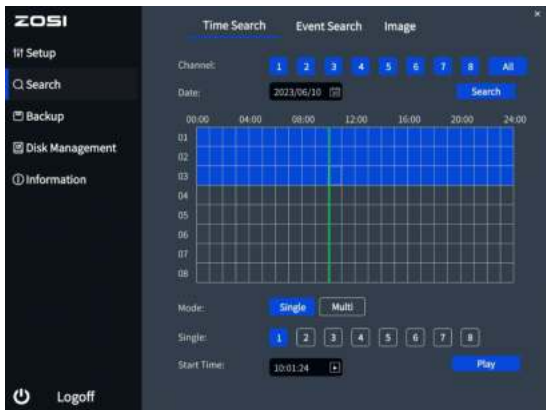 ZOSI
Time Search Event Search Image
Setup
Search
Backup
Disk Management
Information
Logoff
Channel: 1 2 3 4 5 6 7 8 All
Date: 2023/06/10 Search
00:00 04:00 08:00 12:00 16:00 20:00 24:00
01
02
03
04
05
06
07
08
Mode: Single Multi
Single: 1 2 3 4 5 6 7 8
Start Time: 10:01:24 Play